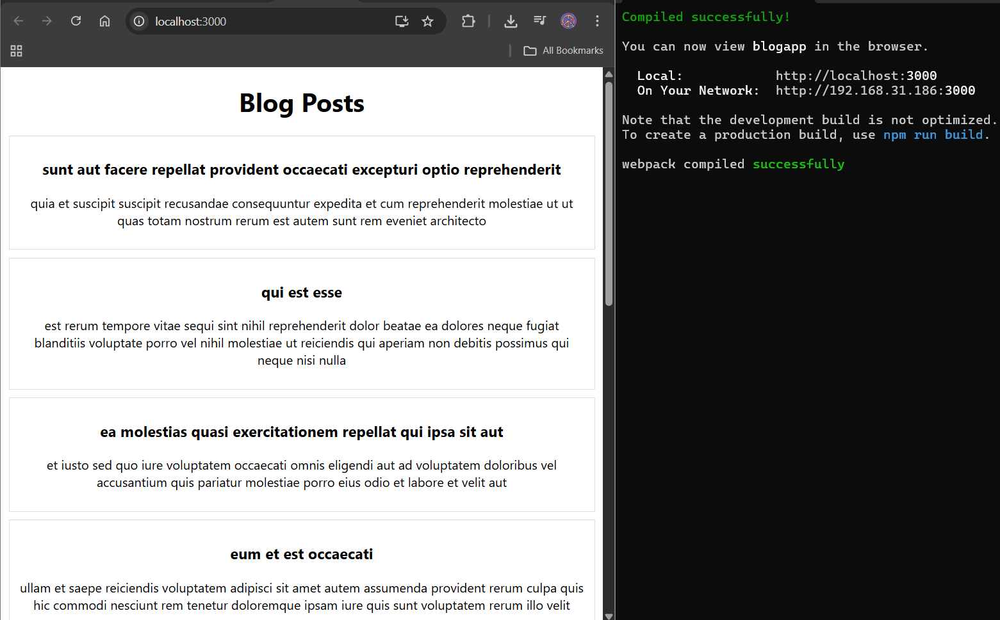 localhost:3000
All Bookmarks
Blog Posts
sunt aut facere repellat provident occaecati excepturi optio reprehenderit
quia et suscipit suscipit recusandae consequuntur expedita et cum reprehenderit molestiae ut ut
quas totam nostrum rerum est autem sunt rem eveniet architecto
qui est esse
est rerum tempore vitae sequi sint nihil reprehenderit dolor beatae ea dolores neque fugiat
blanditiis voluptate porro vel nihil molestiae ut reiciendis qui aperiam non debitis possimus qui
neque nisi nulla
ea molestias quasi exercitationem repellat qui ipsa sit aut
et iusto sed quo iure voluptatem occaecati omnis eligendi aut ad voluptatem doloribus vel
accusantium quis pariatur molestiae porro eius odio et labore et velit aut
eum et est occaecati
ullam et saepe reiciendis voluptatem adipisci sit amet autem assumenda provident rerum culpa quis
hic commodi nesciunt rem tenetur doloremque ipsam iure quis sunt voluptatem rerum illo velit
Compiled successfully!
You can now view blogapp in the browser.
Local: http://localhost:3000
On Your Network: http://192.168.31.186:3000
Note that the development build is not optimized.
To create a production build, use npm run build.
webpack compiled successfully